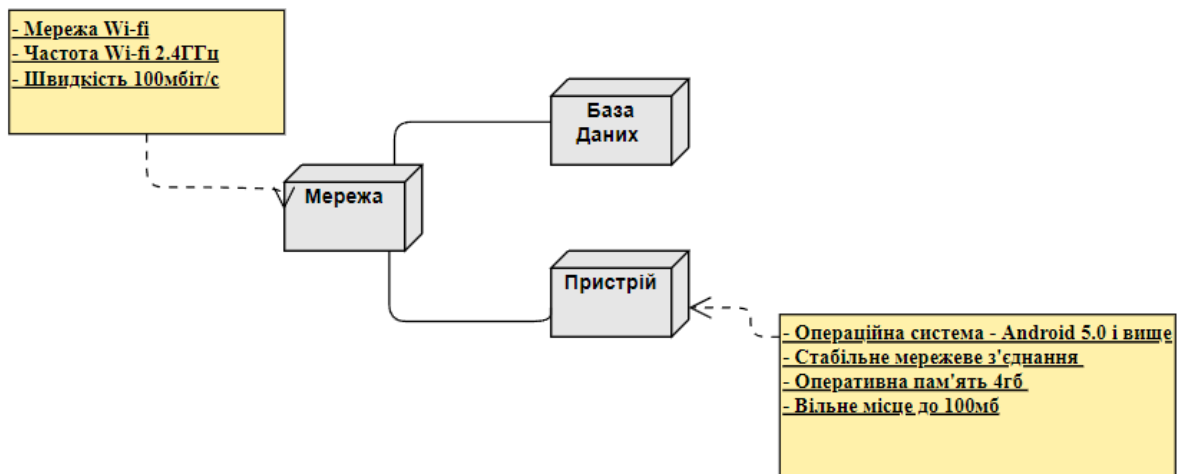 - Мережа Wi-fi
- Частота Wi-fi 2.4ГГц
- Швидкість 100мбіт/с
База
Даних
Мережа
Пристрій
- Операційна система - Android 5.0 і вище
- Стабільне мережеве з'єднання
- Оперативна пам'ять 4гб
- Вільне місце до 100мб